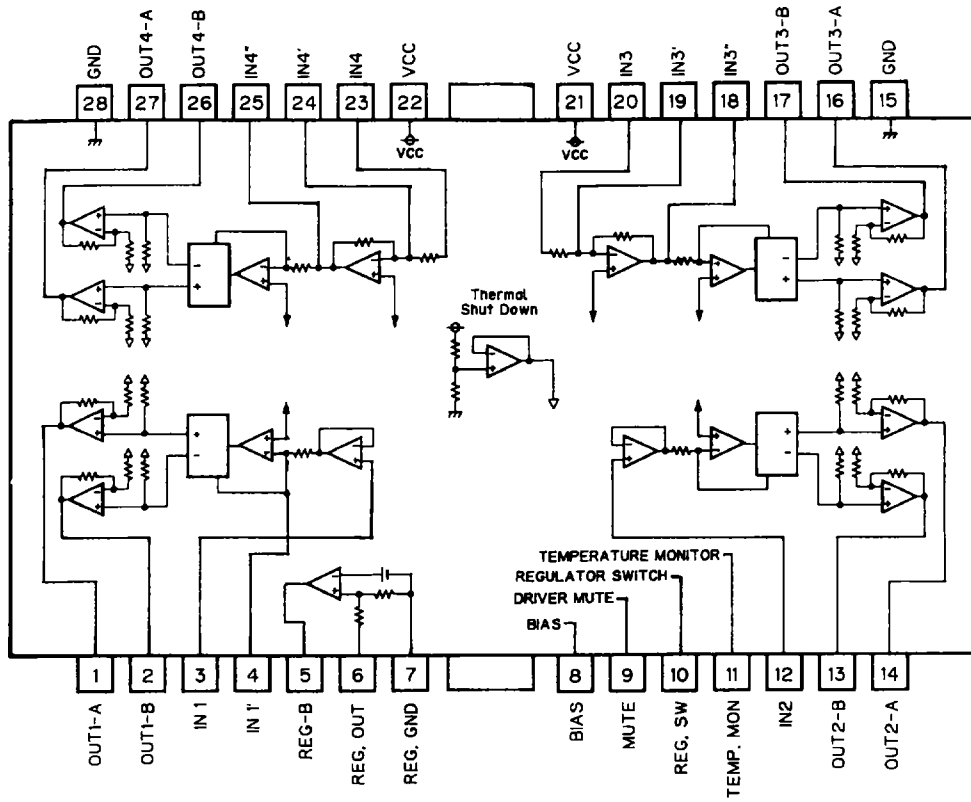 GND OUT4-A OUT4-B IN4" IN4' IN4 VCC VCC IN3 IN3' IN3" OUT3-B OUT3-A GND
28 27 26 25 24 23 22 21 20 19 18 17 16 15
VCC VCC
- +
- +
Thermal
Shut Down
+ -
+ -
TEMPERATURE MONITOR
REGULATOR SWITCH
DRIVER MUTE
BIAS
1 2 3 4 5 6 7 8 9 10 11 12 13 14
OUT1-A OUT1-B IN 1 IN 1' REG-B REG. OUT REG. GND BIAS MUTE REG. SW TEMP. MON IN2 OUT2-B OUT2-A